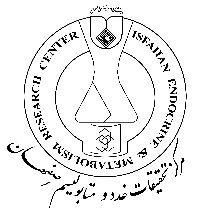 ISFAHAN ENDOCRINE & METABOLISM RESEARCH CENTER
مرکز تحقیقات غدد و متابولیسم اصفهان